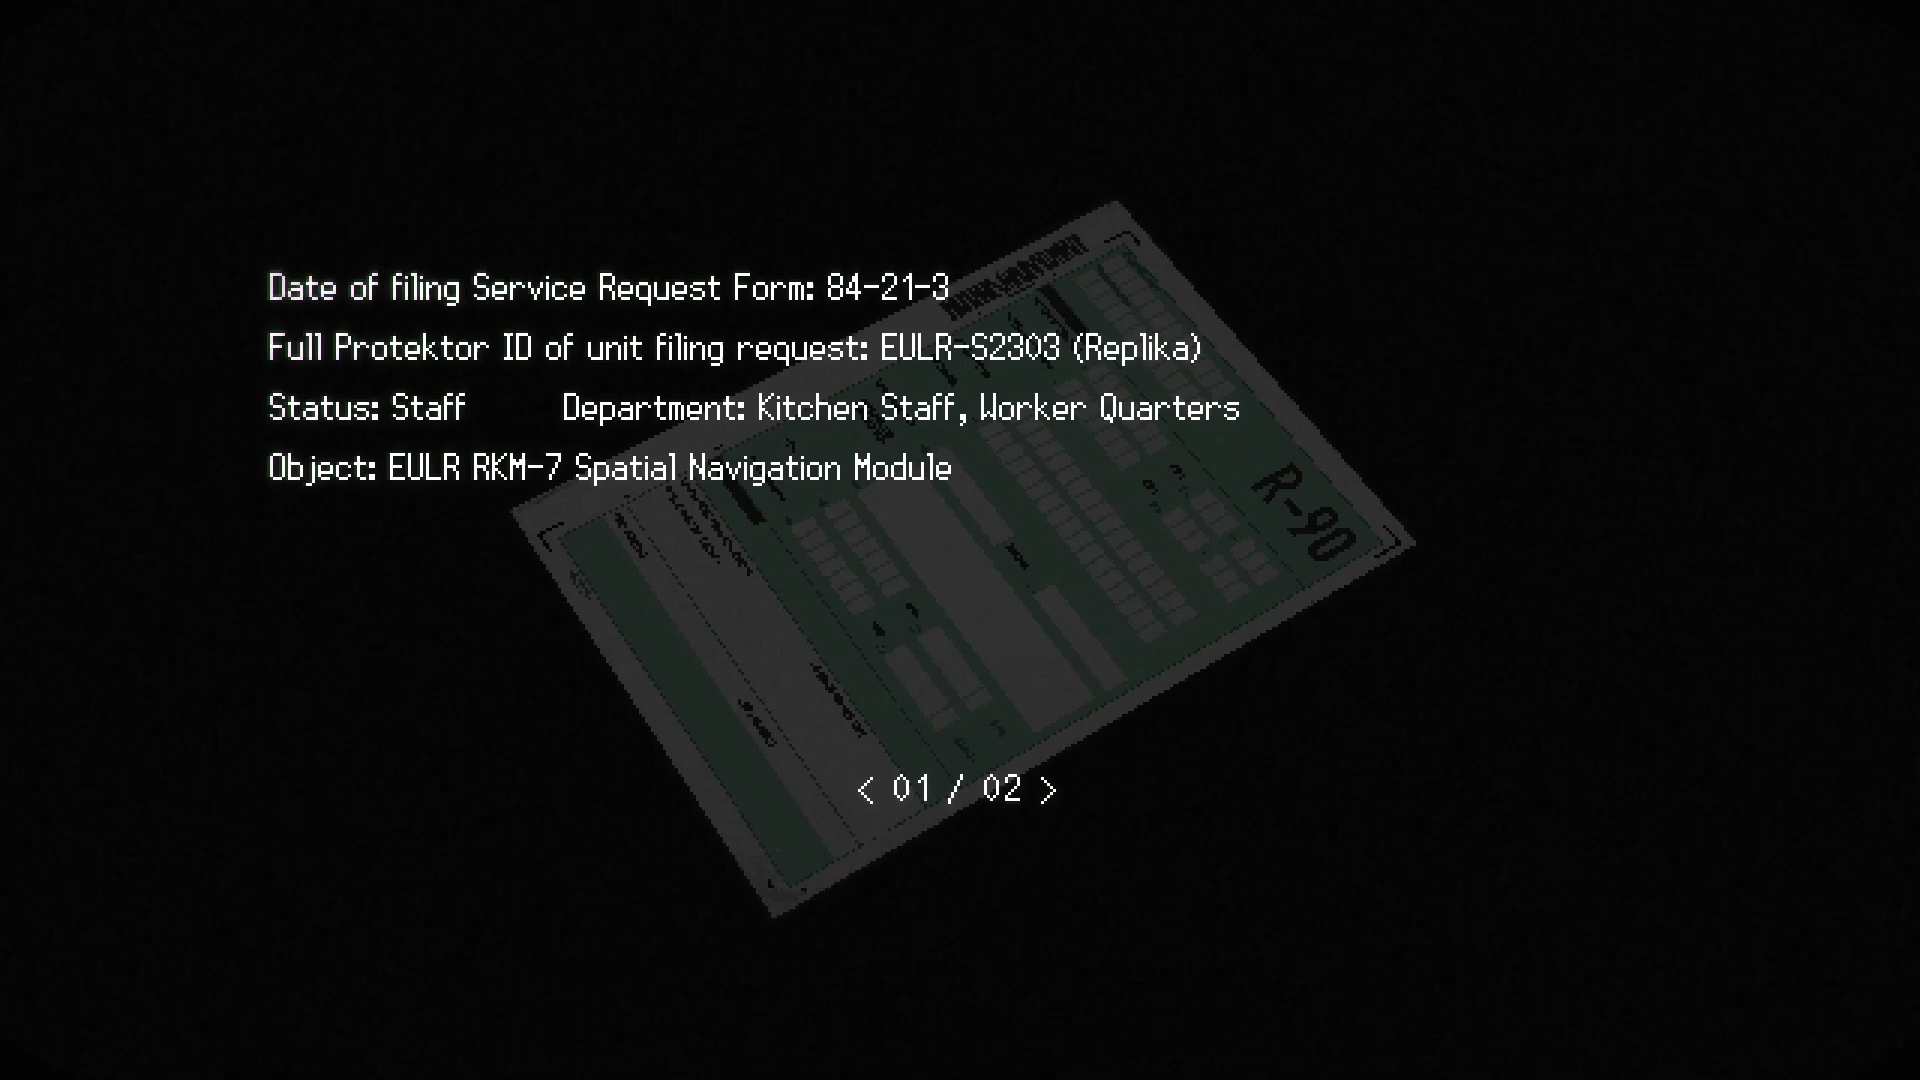 Date of filing Service Request Form: 84-21-3
Full Protektor ID of unit filing request: EULR-S2303 (Replika)
Status: Staff Department: Kitchen Staff, Worker Quarters
Object: EULR RKM-7 Spatial Navigation Module
R-90
< 01 / 02 >